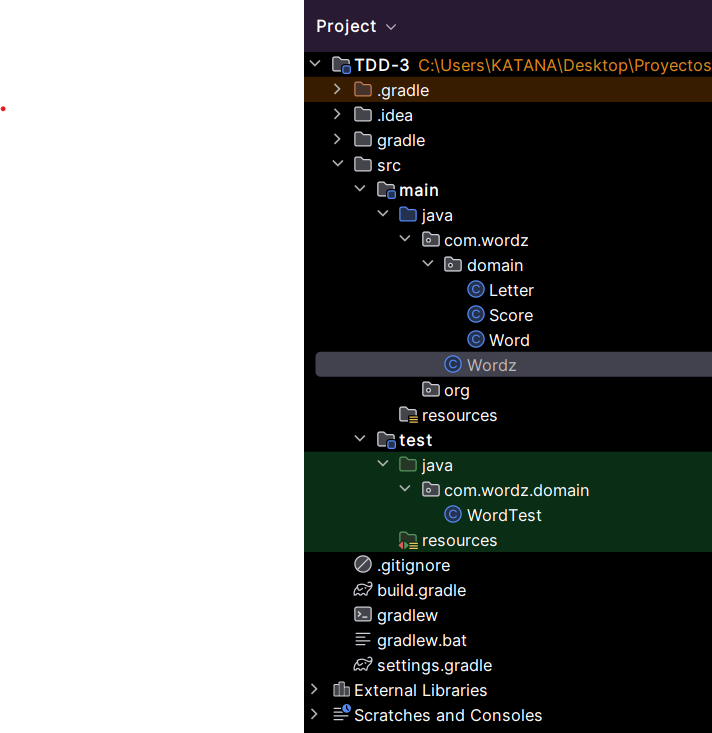 Project
TDD-3 C:\Users\KATANA\Desktop\Proyectos
.gradle
.idea
gradle
src
main
java
com.wordz
domain
Letter
Score
Word
Wordz
org
resources
test
java
com.wordz.domain
WordTest
resources
.gitignore
build.gradle
gradlew
gradlew.bat
settings.gradle
External Libraries
Scratches and Consoles